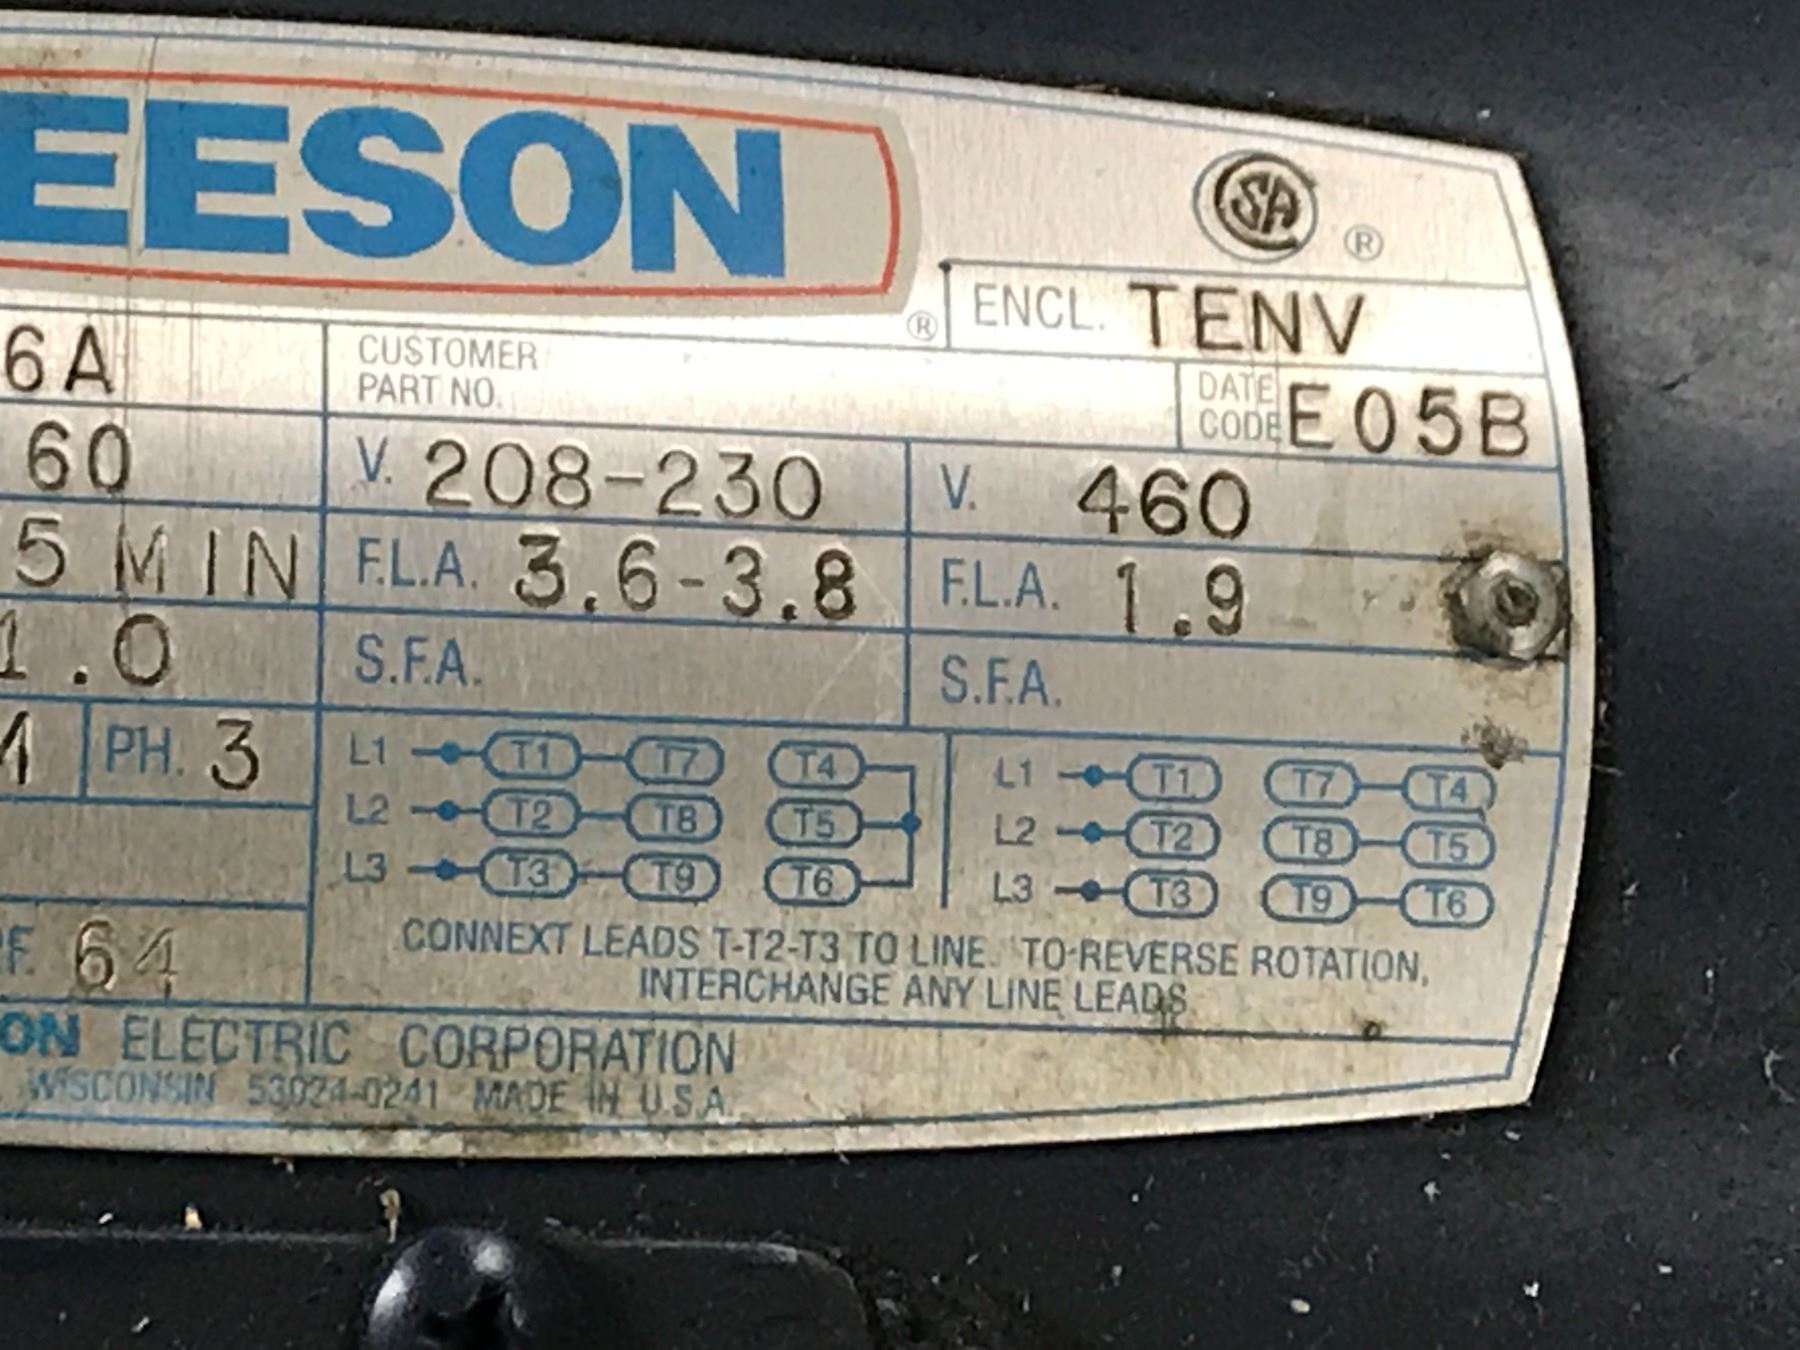 EESON
®
CSA ®
ENCL. TENV
6A
CUSTOMER
PART NO.
DATE
CODE E05B
60
V. 208-230
V. 460
5 MIN
F.L.A. 3.6-3.8
F.L.A. 1.9
1.0
S.F.A.
S.F.A.
PH. 3
L1 T1 T7 T4
L2 T2 T8 T5
L3 T3 T9 T6
L1 T1 T7 T4
L2 T2 T8 T5
L3 T3 T9 T6
F. 64
CONNEXT LEADS T-T2-T3 TO LINE. TO-REVERSE ROTATION,
INTERCHANGE ANY LINE LEADS
ON ELECTRIC CORPORATION
WISCONSIN 53024-0241 MADE IN U.S.A.